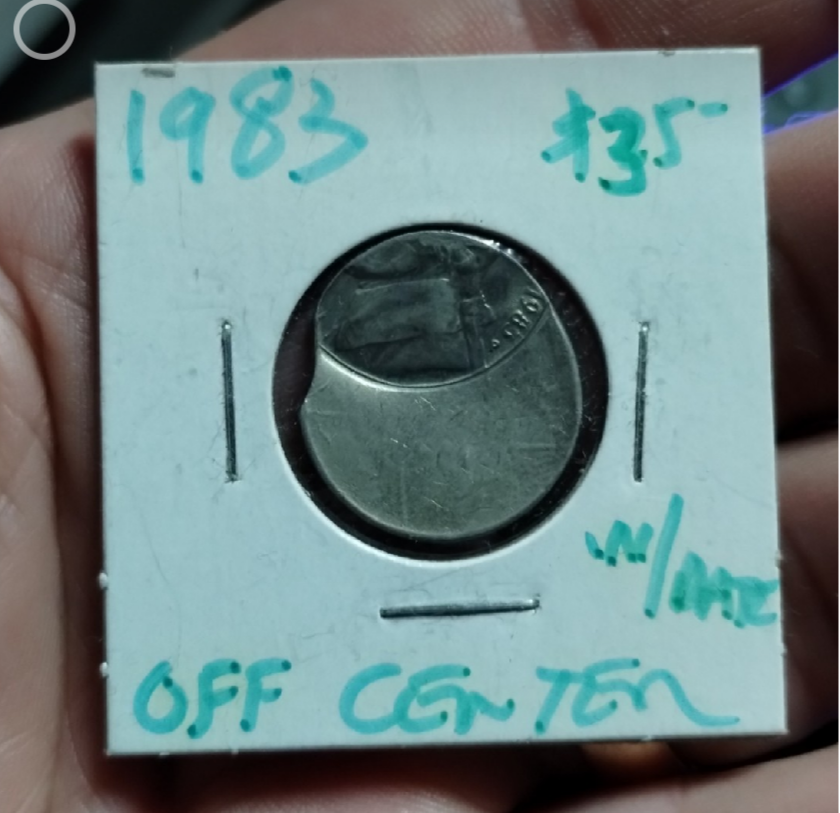 1983 $35-
1983 P
W/DATE
OFF CENTER